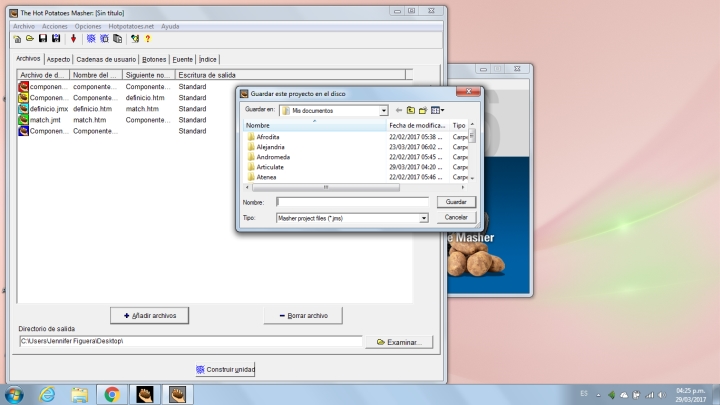 The Hot Potatoes Masher: [Sin título]
Archivo Acciones Opciones Hotpotatoes.net Ayuda
Archivos Aspecto Cadenas de usuario Botones Fuente Índice
Archivo de d... Nombre del ... Siguiente no... Escritura de salida
componen... componente... Componente... Standard
Componen... Componente... definicio.htm Standard
definicio.jmx definicio.htm match.htm Standard
match.jmt match.htm Componente... Standard
Componen... Componente... Standard
Guardar este proyecto en el disco
Guardar en: Mis documentos
Nombre Fecha de modifica... Tipo
Afrodita 22/02/2017 05:38 ... Carpe
Alejandria 23/03/2017 06:02 ... Carpe
Andromeda 22/02/2017 05:45 ... Carpe
Articulate 29/03/2017 04:20 ... Carpe
Atenea 22/02/2017 05:46 ... Carpe
Nombre: Guardar
Tipo: Masher project files (*.jms) Cancelar
Masher
Añadir archivos Borrar archivo
Directorio de salida
C:\Users\Jennifer Figuera\Desktop\ Examinar...
Construir unidad
ES 04:25 p.m.
29/03/2017